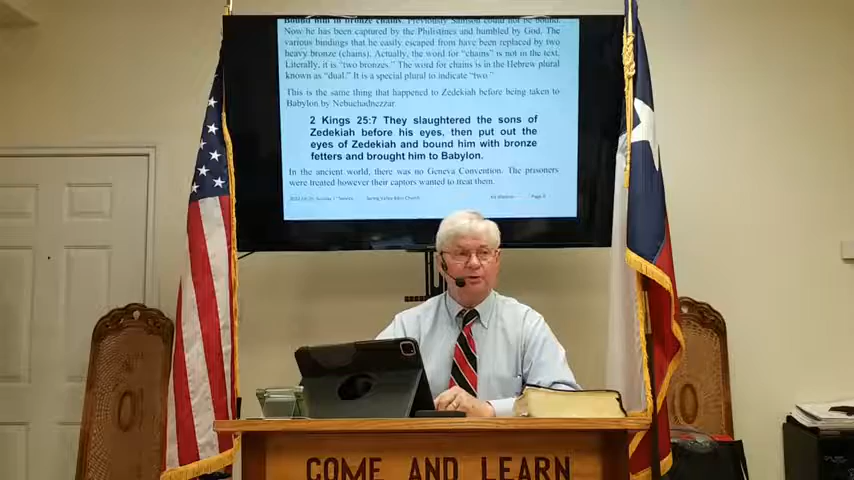 Bound him in bronze chains. Previously Samson could not be bound.
Now he has been captured by the Philistines and humbled by God. The
various bindings that he easily escaped from have been replaced by two
heavy bronze (chains). Actually, the word for "chains" is not in the text.
Literally, it is "two bronzes." The word for chains is in the Hebrew plural
known as "dual." It is a special plural to indicate "two."
This is the same thing that happened to Zedekiah before being taken to
Babylon by Nebuchadnezzar.
2 Kings 25:7 They slaughtered the sons of
Zedekiah before his eyes, then put out the
eyes of Zedekiah and bound him with bronze
fetters and brought him to Babylon.
In the ancient world, there was no Geneva Convention. The prisoners
were treated however their captors wanted to treat them.
Spring Valley Bible Church
Page
COME AND LEARN